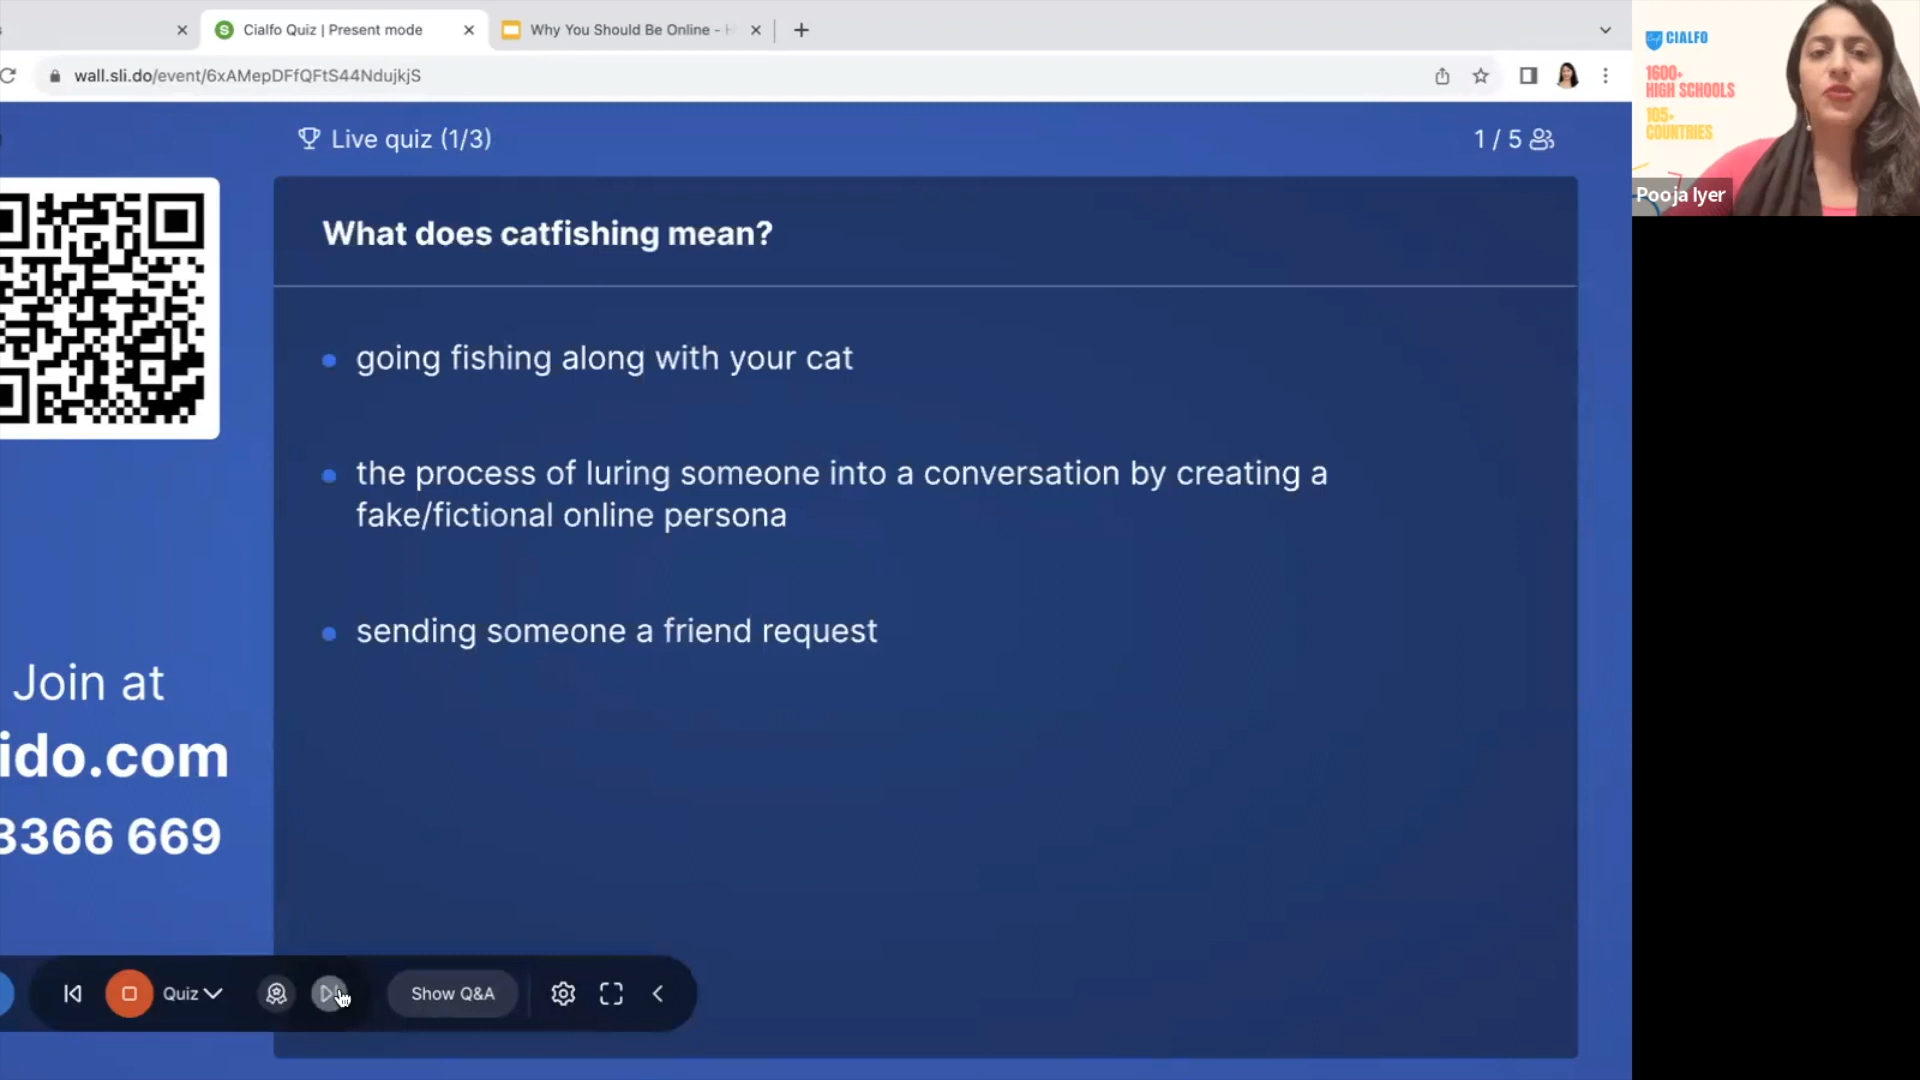 Cialfo Quiz | Present mode
Why You Should Be Online -
wall.sli.do/event/6xAMepDFfQFtS44NdujkjS
CIALFO
1600+
HIGH SCHOOLS
105+
COUNTRIES
Pooja Iyer
Live quiz (1/3)
1 / 5
What does catfishing mean?
going fishing along with your cat
the process of luring someone into a conversation by creating a
fake/fictional online persona
sending someone a friend request
Join at
ido.com
3366 669
Quiz
Show Q&A